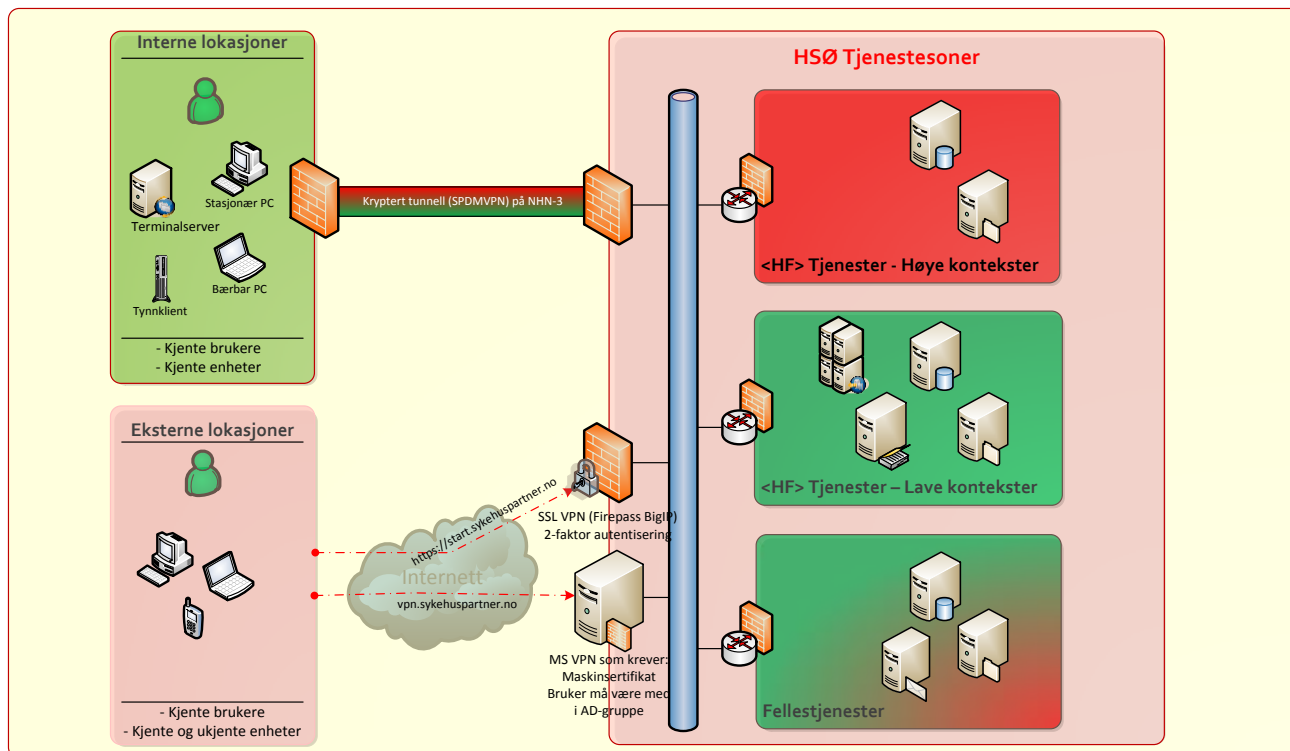 Interne lokasjoner
Stasjonær PC
Terminalserver
Bærbar PC
Tynnklient
- Kjente brukere
- Kjente enheter
Kryptert tunnell (SPDMVPN) på NHN-3
HSØ Tjenestesoner
<HF> Tjenester - Høye kontekster
<HF> Tjenester – Lave kontekster
Fellestjenester
Eksterne lokasjoner
- Kjente brukere
- Kjente og ukjente enheter
https://start.sykehuspartner.no
Internett
vpn.sykehuspartner.no
SSL VPN (Firepass BigIP)
2-faktor autentisering
MS VPN som krever:
Maskinsertifikat
Bruker må være med
i AD-gruppe